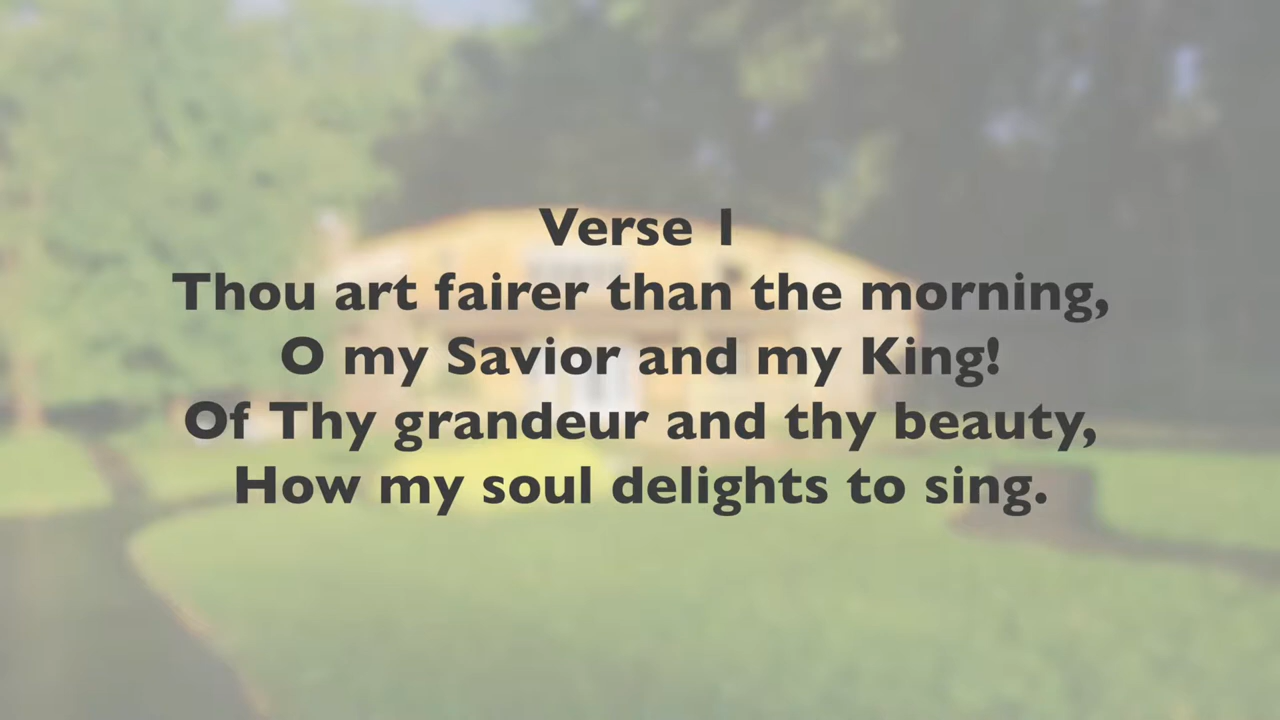 Verse 1
Thou art fairer than the morning,
O my Savior and my King!
Of Thy grandeur and thy beauty,
How my soul delights to sing.